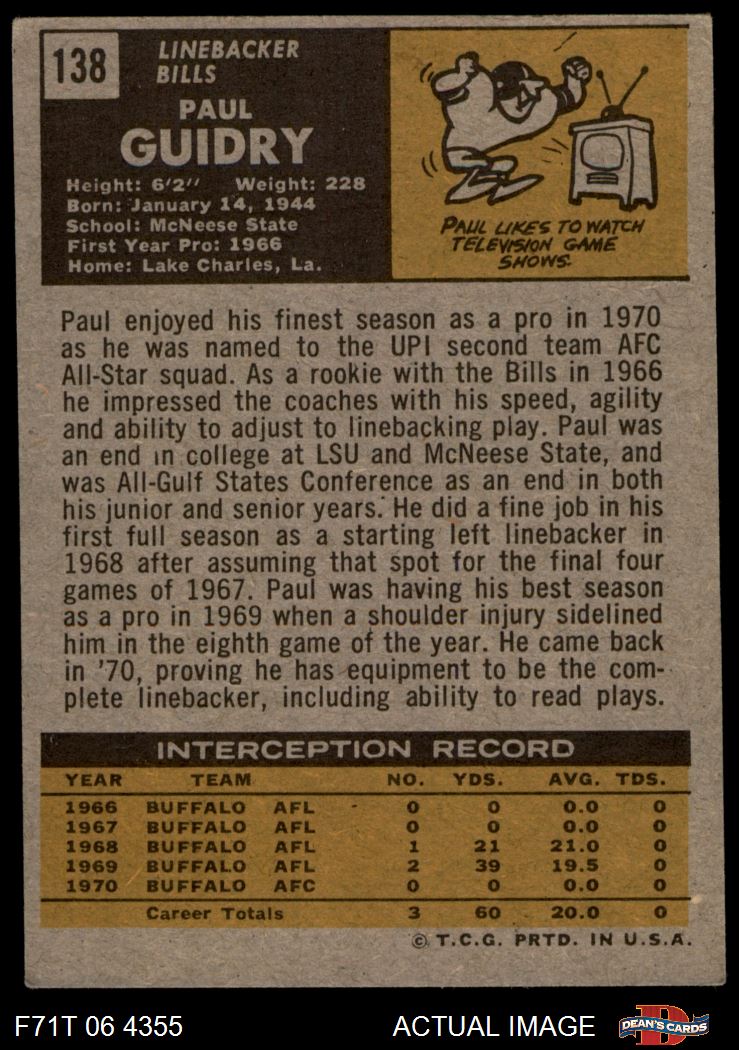 138
LINEBACKER
BILLS
PAUL
GUIDRY
Height: 6'2" Weight: 228
Born: January 14, 1944
School: McNeese State
First Year Pro: 1966
Home: Lake Charles, La.
PAUL LIKES TO WATCH
TELEVISION GAME
SHOWS.
Paul enjoyed his finest season as a pro in 1970
as he was named to the UPI second team AFC
All-Star squad. As a rookie with the Bills in 1966
he impressed the coaches with his speed, agility
and ability to adjust to linebacking play. Paul was
an end in college at LSU and McNeese State, and
was All-Gulf States Conference as an end in both
his junior and senior years. He did a fine job in his
first full season as a starting left linebacker in
1968 after assuming that spot for the final four
games of 1967. Paul was having his best season
as a pro in 1969 when a shoulder injury sidelined
him in the eighth game of the year. He came back
in '70, proving he has equipment to be the com-
plete linebacker, including ability to read plays.
INTERCEPTION RECORD
YEAR TEAM NO. YDS. AVG. TDS.
1966 BUFFALO AFL 0 0 0.0 0
1967 BUFFALO AFL 0 0 0.0 0
1968 BUFFALO AFL 1 21 21.0 0
1969 BUFFALO AFL 2 39 19.5 0
1970 BUFFALO AFC 0 0 0.0 0
Career Totals 3 60 20.0 0
© T.C.G. PRTD. IN U.S.A.
F71T 06 4355 ACTUAL IMAGE D DEAN'S CARDS